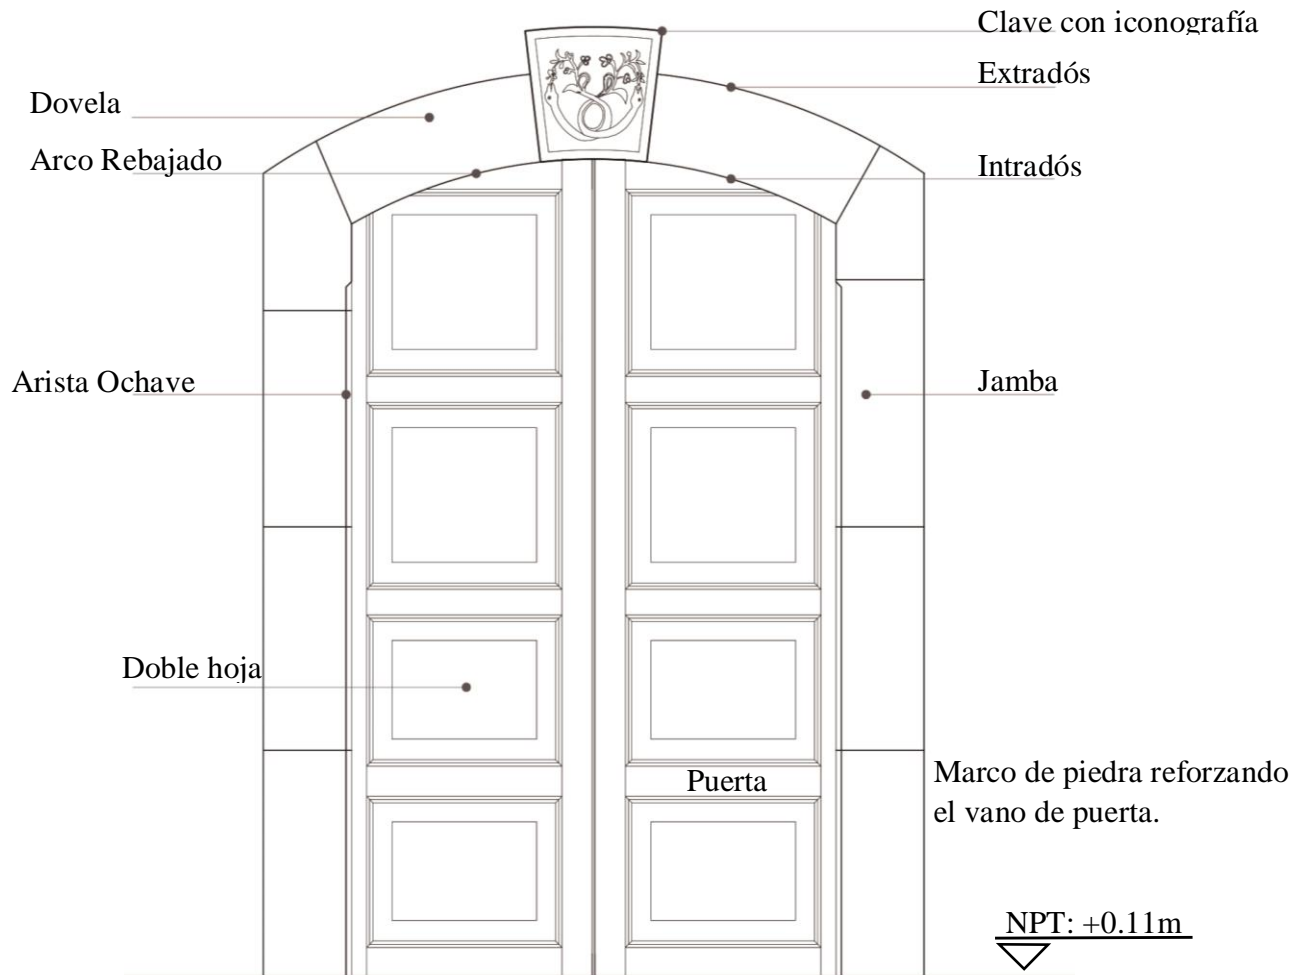 Clave con iconografía
Extradós
Dovela
Arco Rebajado
Intradós
Arista Ochave
Jamba
Doble hoja
Puerta
Marco de piedra reforzando
el vano de puerta.
NPT: +0.11m